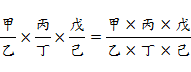 甲/乙 × 丙/丁 × 戊/己 = 甲 × 丙 × 戊/乙 × 丁 × 己